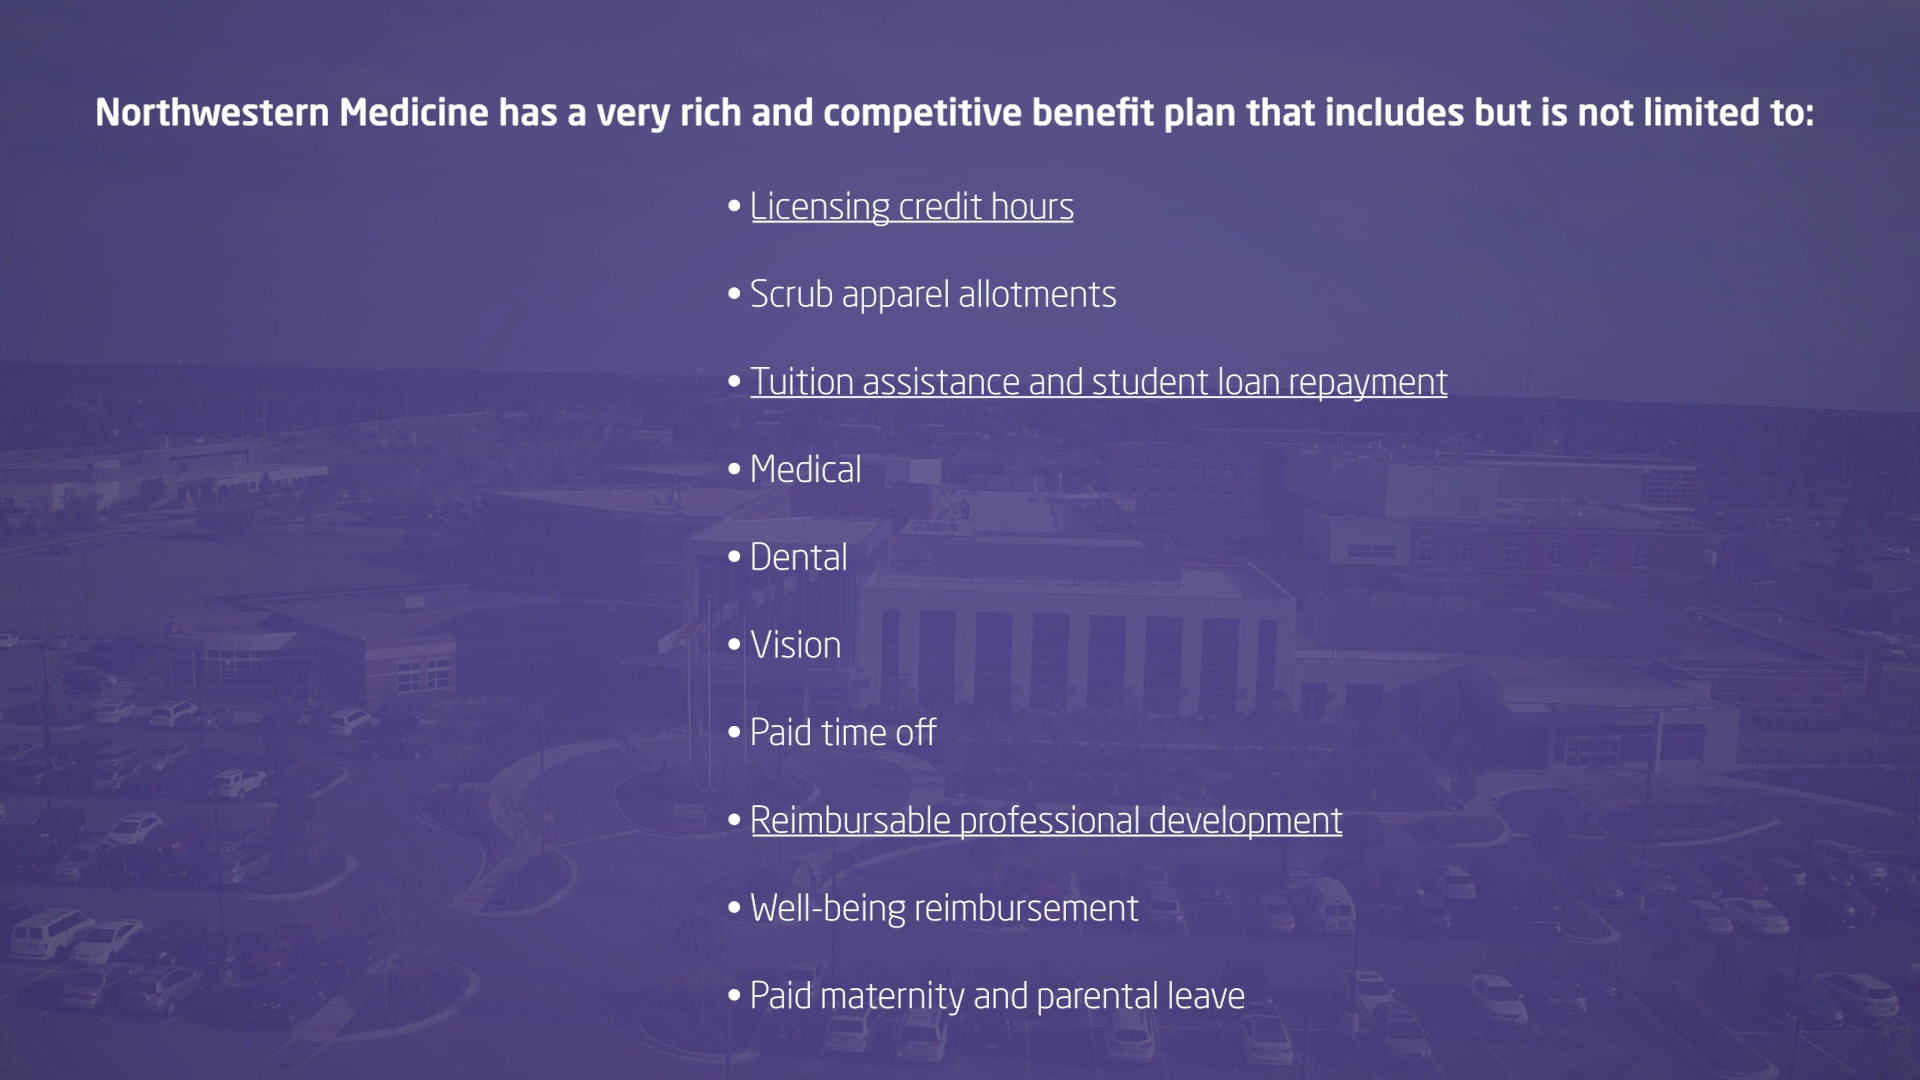 Northwestern Medicine has a very rich and competitive benefit plan that includes but is not limited to:
• Licensing credit hours
• Scrub apparel allotments
• Tuition assistance and student loan repayment
• Medical
• Dental
• Vision
• Paid time off
• Reimbursable professional development
• Well-being reimbursement
• Paid maternity and parental leave